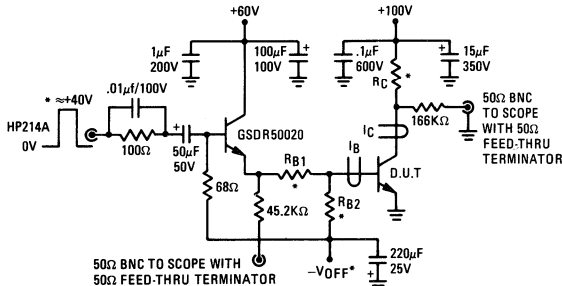 +60V
+100V
1μF
200V
100μF +
100V
.1μF
600V
RC *
15μF
350V
+
* ≈+40V
.01μf/100V
HP214A
0V
100Ω
+
50μF
50V
GSDR50020
68Ω
RB1
*
IB
IC
166KΩ
50Ω BNC
TO SCOPE
WITH 50Ω
FEED-THRU
TERMINATOR
D.U.T
45.2KΩ
RB2
*
50Ω BNC TO SCOPE WITH
50Ω FEED-THRU TERMINATOR
−VOFF*
220μF
25V
+